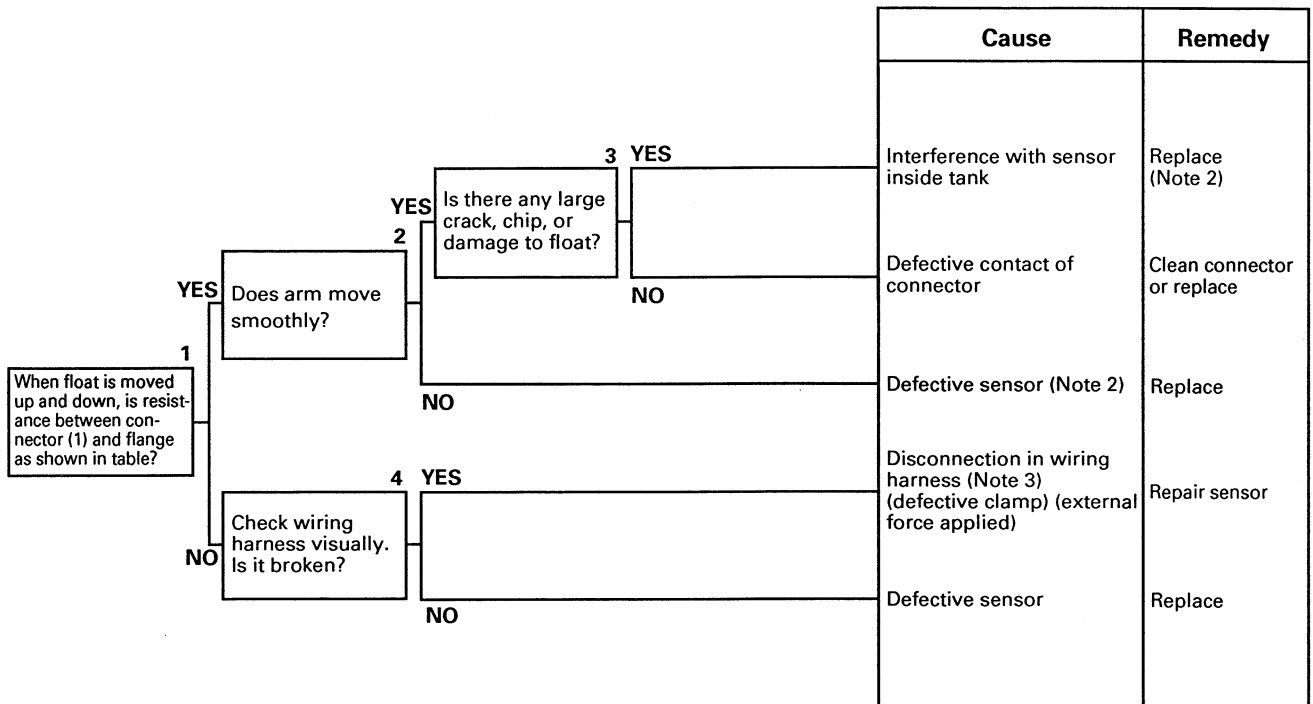 Cause
Remedy
3 YES
Interference with sensor
inside tank
Replace
(Note 2)
YES
Is there any large
crack, chip, or
damage to float?
2
Defective contact of
connector
Clean connector
or replace
NO
YES
Does arm move
smoothly?
1
Defective sensor (Note 2)
Replace
NO
When float is moved
up and down, is resist-
ance between con-
nector (1) and flange
as shown in table?
4 YES
Disconnection in wiring
harness (Note 3)
(defective clamp) (external
force applied)
Repair sensor
NO
Check wiring
harness visually.
Is it broken?
Defective sensor
Replace
NO